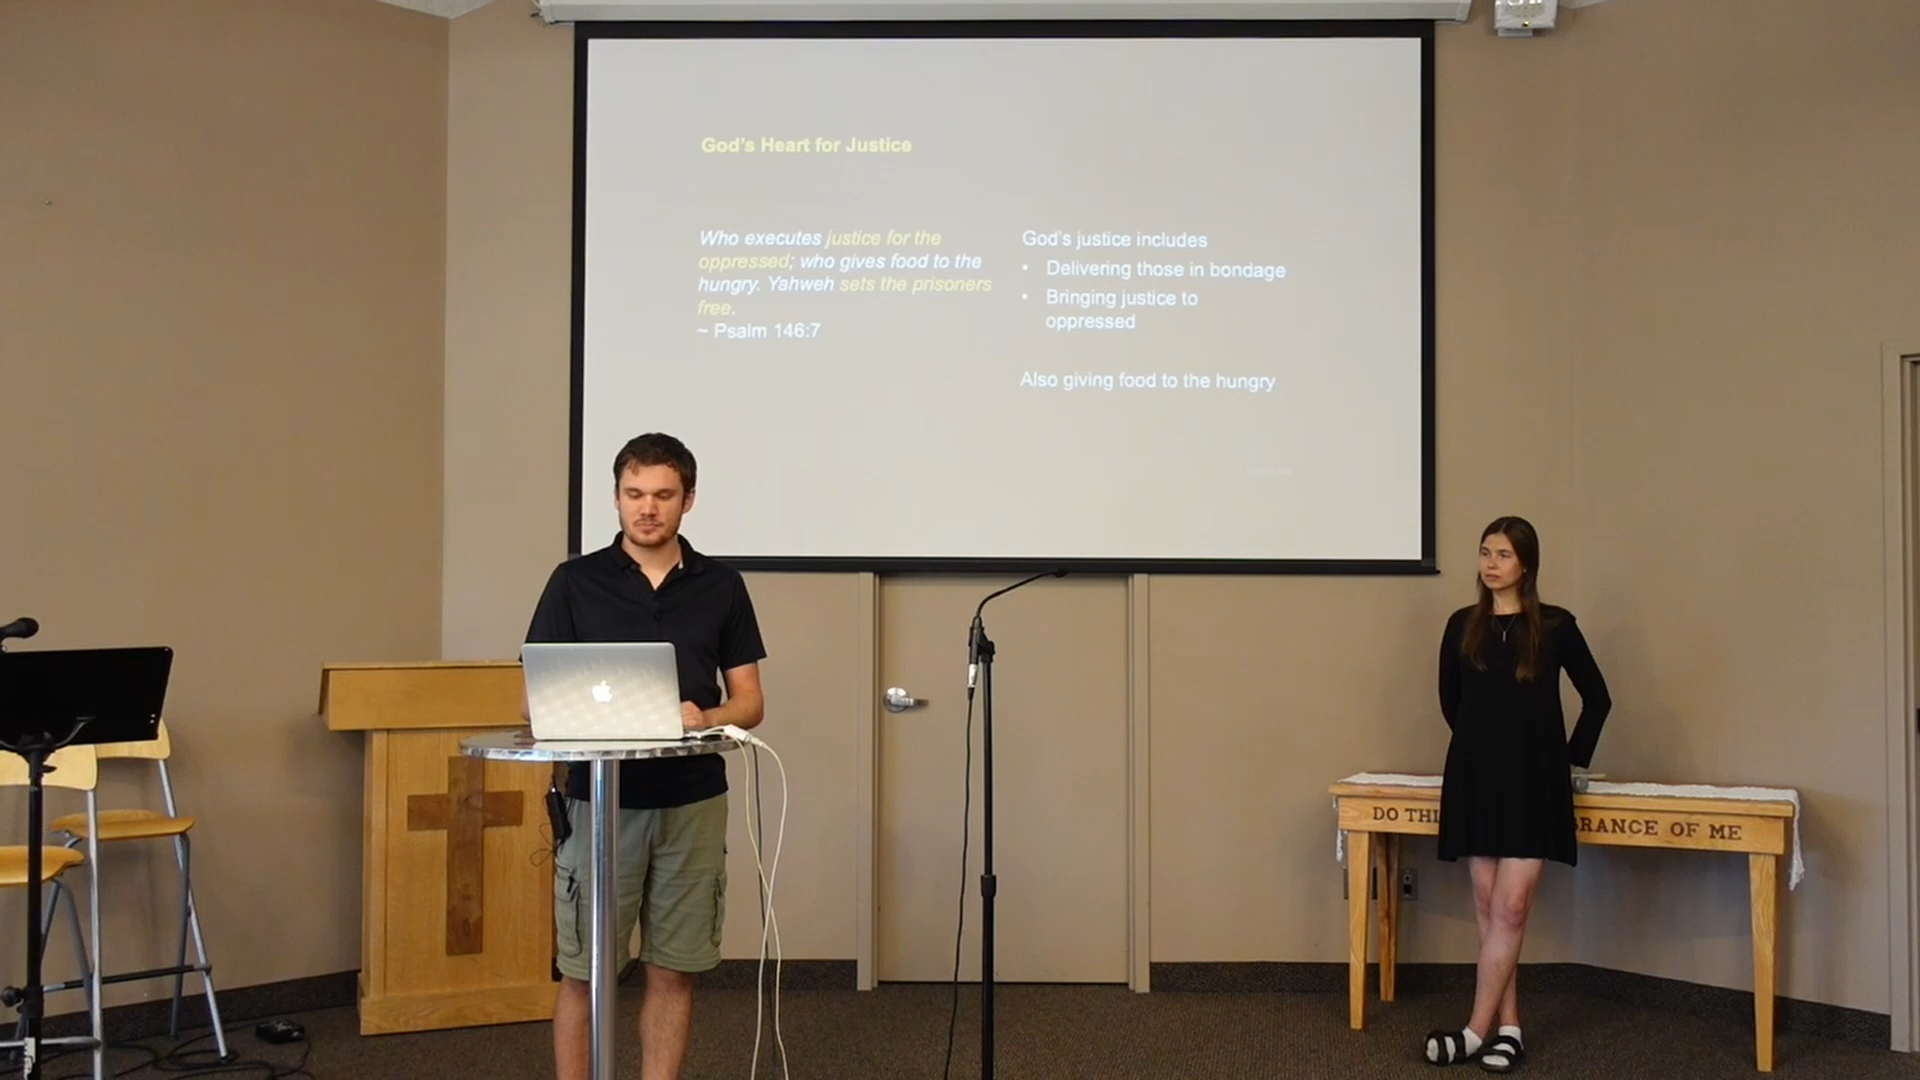 God's Heart for Justice
Who executes justice for the
oppressed; who gives food to the
hungry. Yahweh sets the prisoners
free.
~ Psalm 146:7
God's justice includes
• Delivering those in bondage
• Bringing justice to
oppressed
Also giving food to the hungry
DO THI BRANCE OF ME